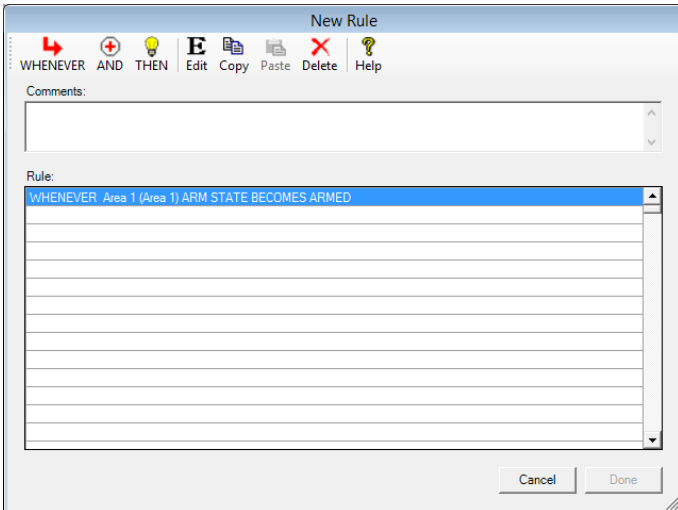 New Rule
WHENEVER AND THEN Edit Copy Paste Delete Help
Comments:
Rule:
WHENEVER Area 1 (Area 1) ARM STATE BECOMES ARMED
Cancel Done